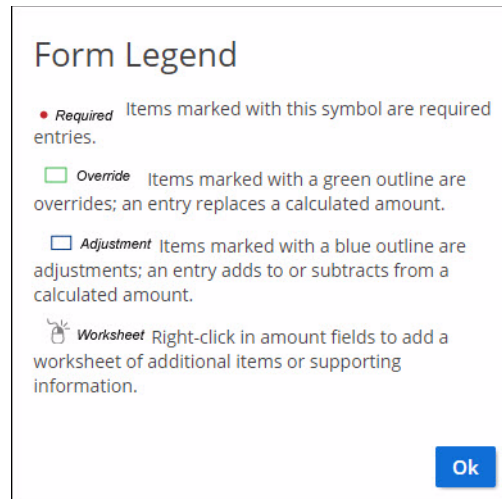 Form Legend
Required Items marked with this symbol are required
entries.
Override Items marked with a green outline are
overrides; an entry replaces a calculated amount.
Adjustment Items marked with a blue outline are
adjustments; an entry adds to or subtracts from a
calculated amount.
Worksheet Right-click in amount fields to add a
worksheet of additional items or supporting
information.
Ok